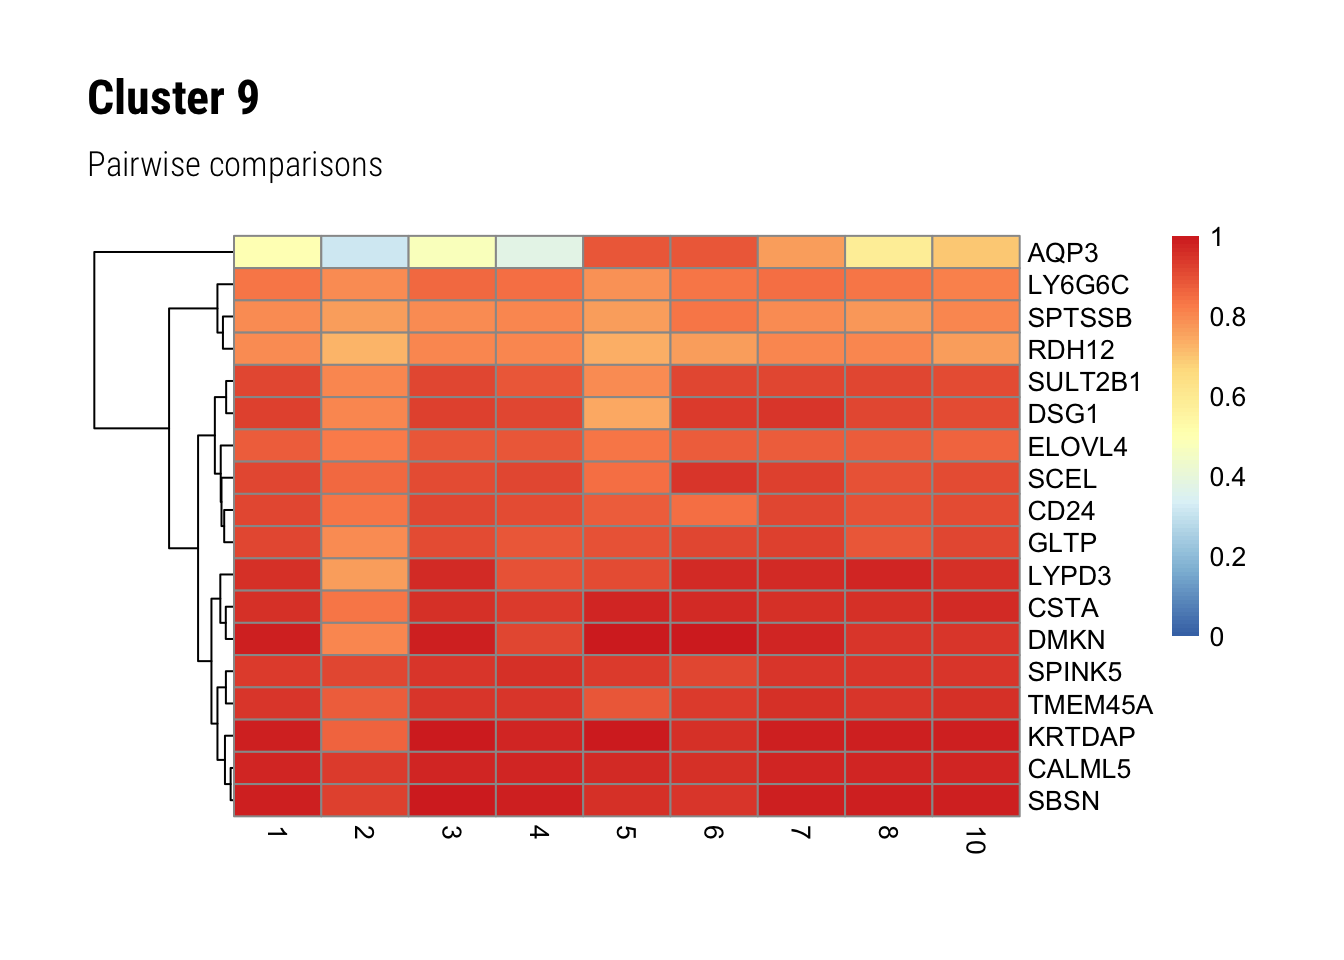 Cluster 9
Pairwise comparisons
AQP3
LY6G6C
SPTSSB
RDH12
SULT2B1
DSG1
ELOVL4
SCEL
CD24
GLTP
LYPD3
CSTA
DMKN
SPINK5
TMEM45A
KRTDAP
CALML5
SBSN
1 2 3 4 5 6 7 8 10
1
0.8
0.6
0.4
0.2
0